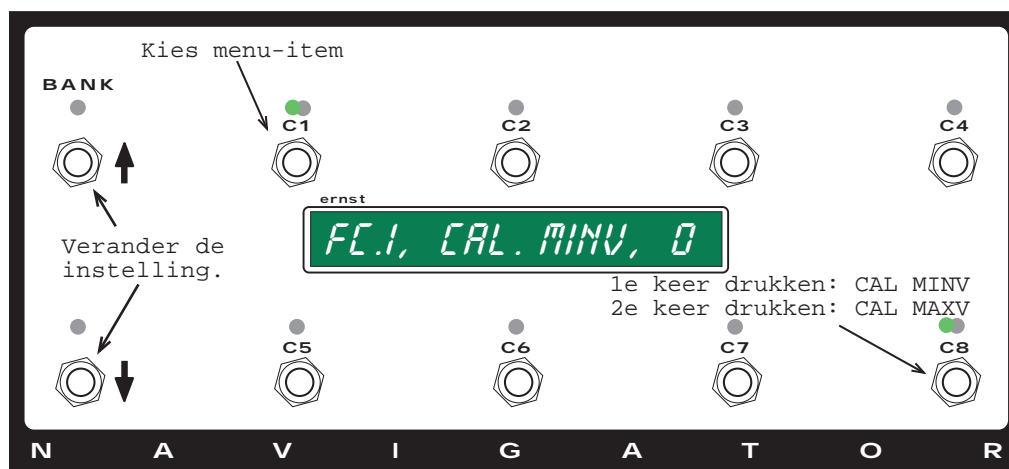 Kies menu-item
BANK
C1
C2
C3
C4
ernst
FC.1, CAL. MINV, 0
Verander de
instelling.
1e keer drukken: CAL MINV
2e keer drukken: CAL MAXV
C5
C6
C7
C8
N A V I G A T O R